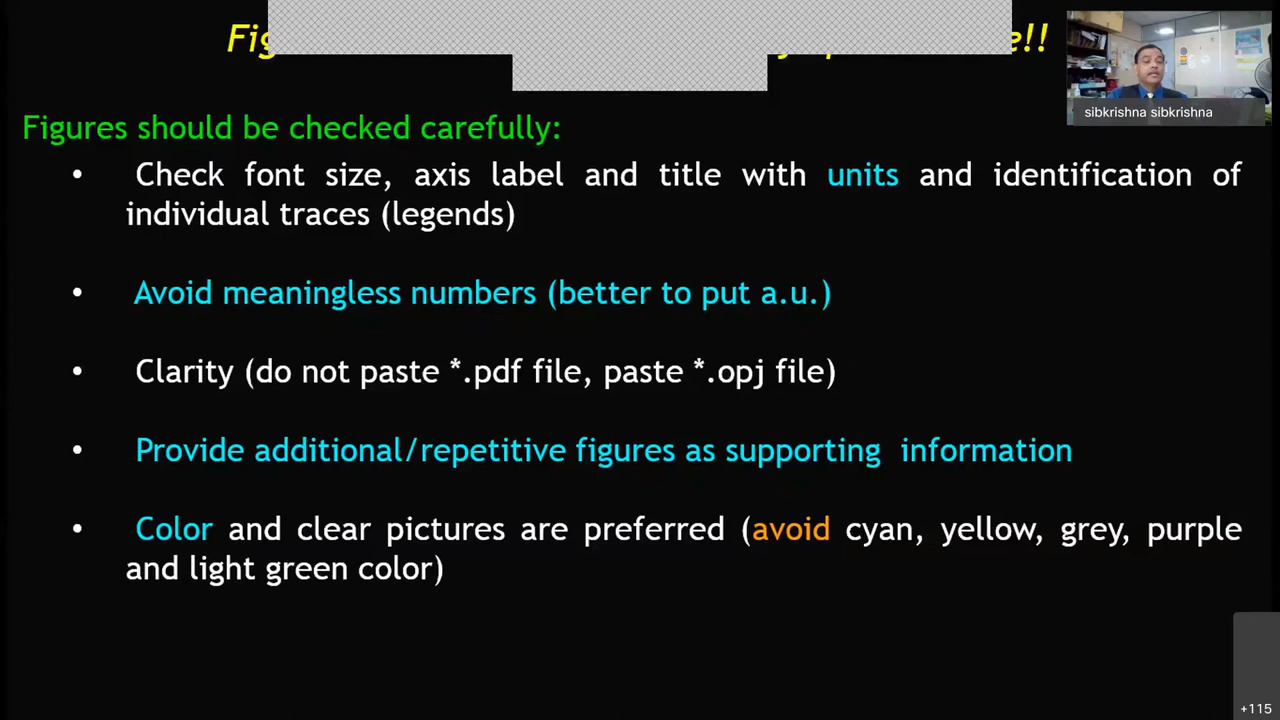 sibkrishna sibkrishna
Figures should be checked carefully:
• Check font size, axis label and title with units and identification of
individual traces (legends)
• Avoid meaningless numbers (better to put a.u.)
• Clarity (do not paste *.pdf file, paste *.opj file)
• Provide additional/repetitive figures as supporting information
• Color and clear pictures are preferred (avoid cyan, yellow, grey, purple
and light green color)
+115